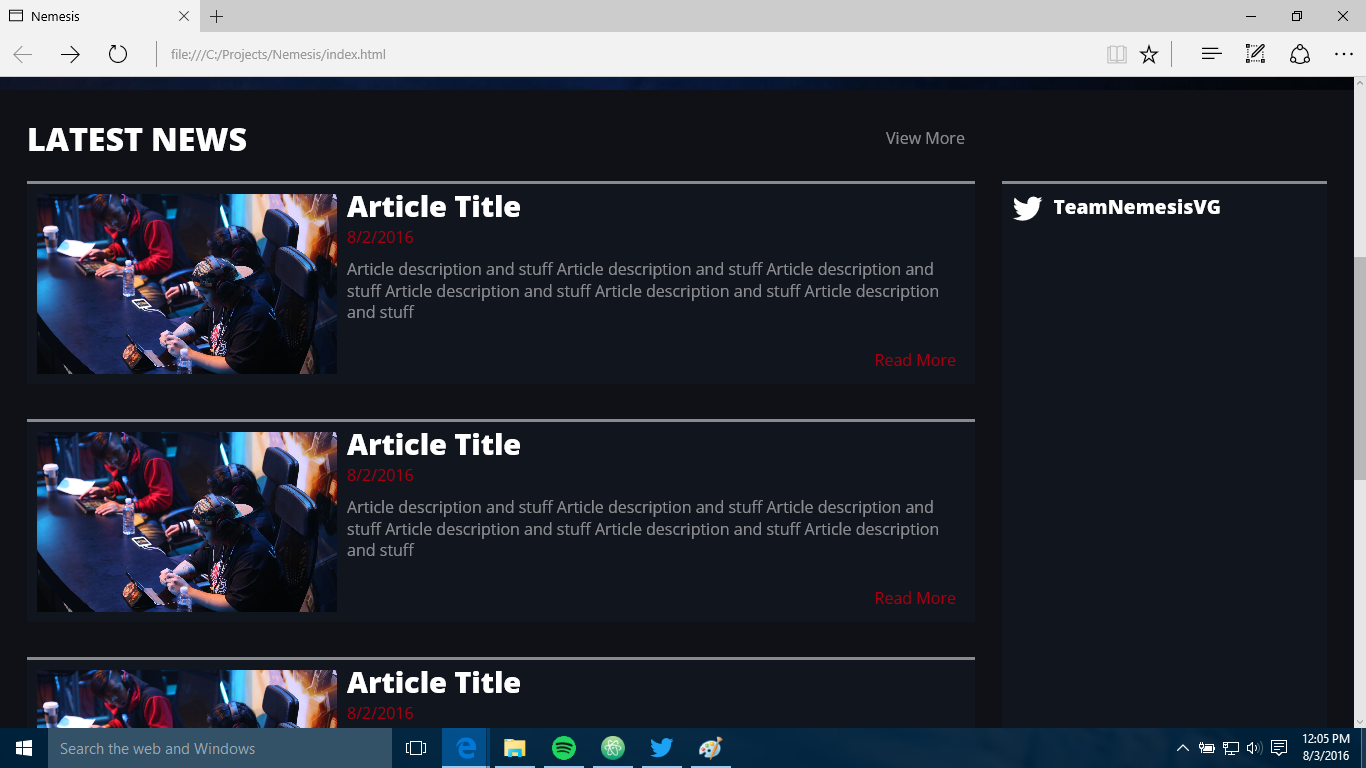 Nemesis
file:///C:/Projects/Nemesis/index.html
LATEST NEWS
View More
Article Title
8/2/2016
Article description and stuff Article description and stuff Article description and
stuff Article description and stuff Article description and stuff Article description
and stuff
Read More
TeamNemesisVG
Article Title
8/2/2016
Article description and stuff Article description and stuff Article description and
stuff Article description and stuff Article description and stuff Article description
and stuff
Read More
Article Title
8/2/2016
Search the web and Windows
12:05 PM
8/3/2016